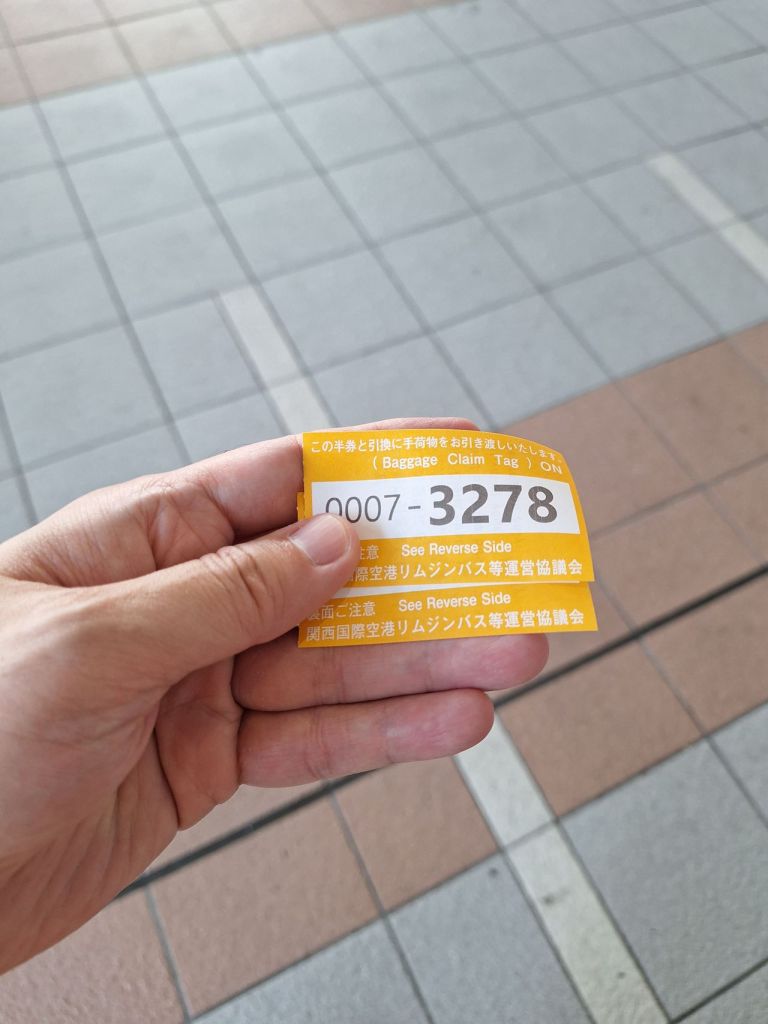 この半券と引換に手荷物をお引き渡しいたします。
( Baggage Claim Tag ) ON
0007-3278
注意 See Reverse Side
際空港リムジンバス等運営協議会
裏面ご注意 See Reverse Side
関西国際空港リムジンバス等運営協議会